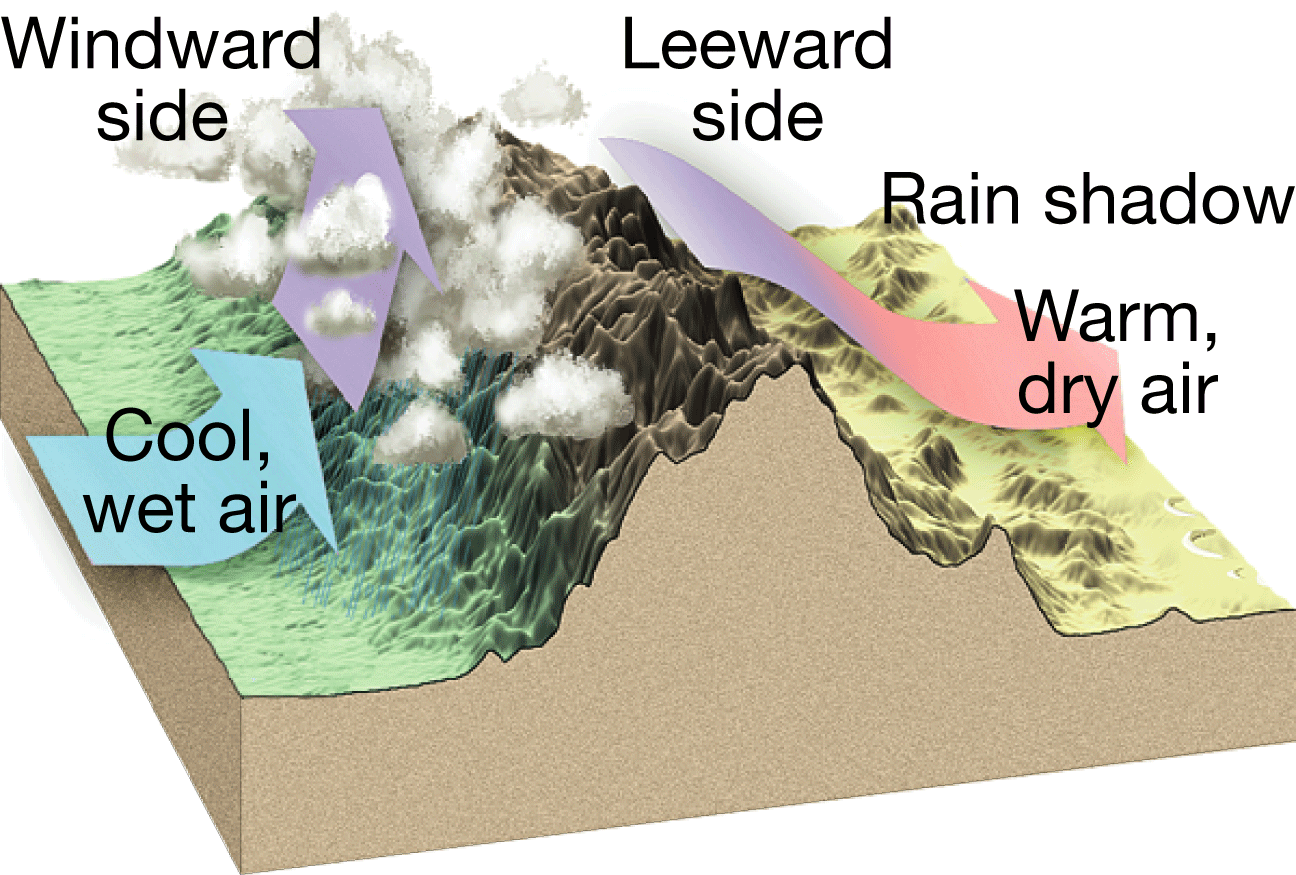 Windward
side
Leeward
side
Rain shadow
Warm,
dry air
Cool,
wet air